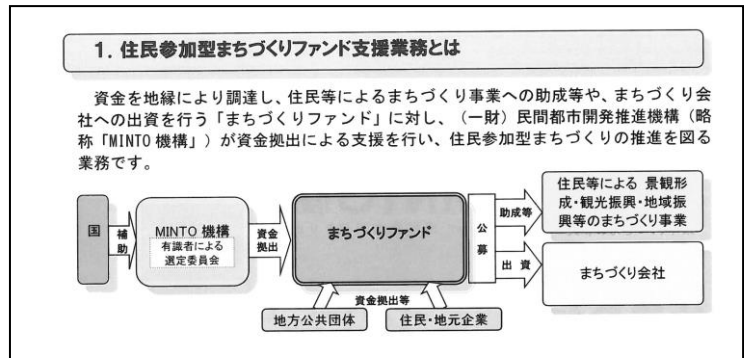 1. 住民参加型まちづくりファンド支援業務とは
資金を地縁により調達し、住民等によるまちづくり事業への助成等や、まちづくり会
社への出資を行う「まちづくりファンド」に対し、（一財）民間都市開発推進機構（略
称「MINTO 機構」）が資金拠出による支援を行い、住民参加型まちづくりの推進を図る
業務です。
国
補助
MINTO 機構
有識者による
選定委員会
資金
拠出
まちづくりファンド
公募
助成等
住民等による 景観形
成・観光振興・地域振
興等のまちづくり事業
出 資
まちづくり会社
資金拠出等
地方公共団体
住民・地元企業